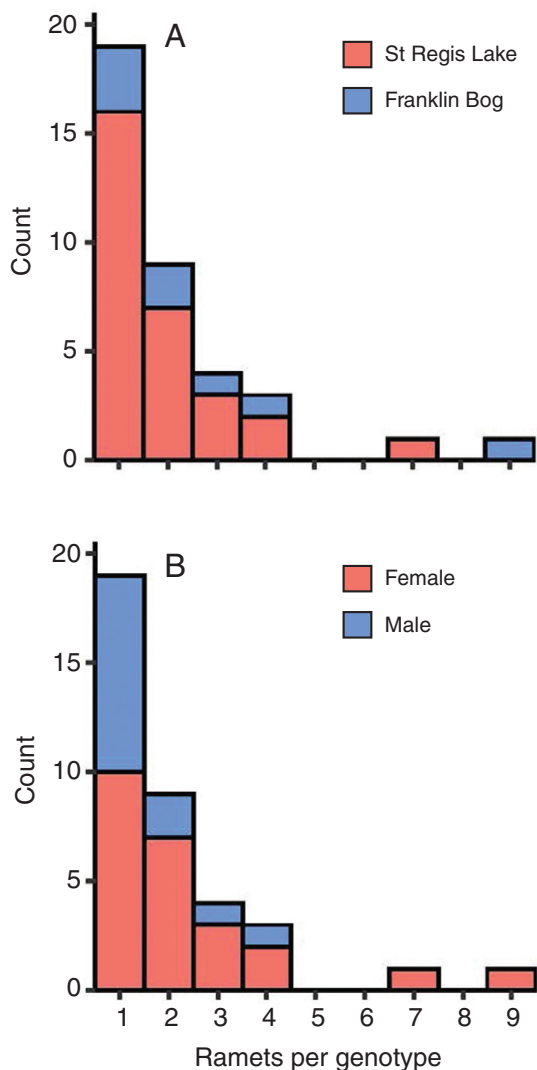 A
St Regis Lake
Franklin Bog
20
15
10
5
0
Count
B
Female
Male
20
15
10
5
0
Count
1 2 3 4 5 6 7 8 9
Ramets per genotype